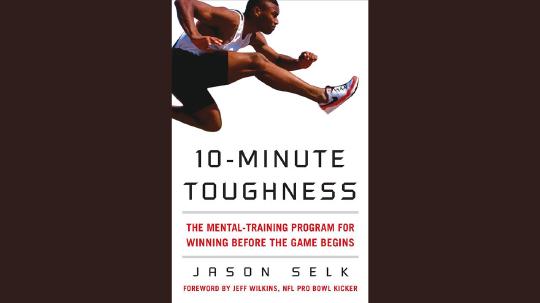 10-MINUTE
TOUGHNESS
THE MENTAL-TRAINING PROGRAM FOR
WINNING BEFORE THE GAME BEGINS
JASON SELK
FOREWORD BY JEFF WILKINS, NFL PRO BOWL KICKER